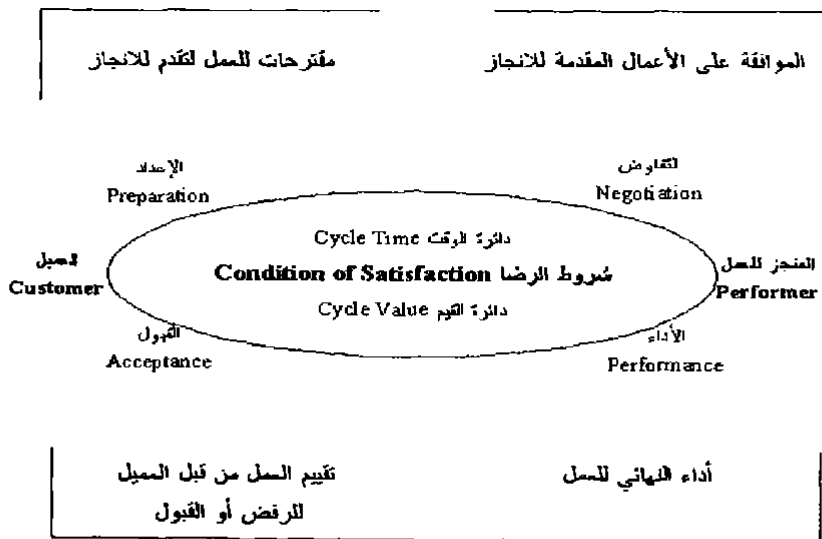 مقترحات للعمل لتقدم للانجاز
الموافقة على الأعمال المقدمة للانجاز
الإعداد
Preparation
التفاوض
Negotiation
دائرة الوقت Cycle Time
العميل
Customer
شروط الرضا Condition of Satisfaction
المنجز للعمل
Performer
دائرة القيم Cycle Value
القبول
Acceptance
الأداء
Performance
تقييم العمل من قبل العميل
للرفض أو القبول
أداء النهائي للعمل